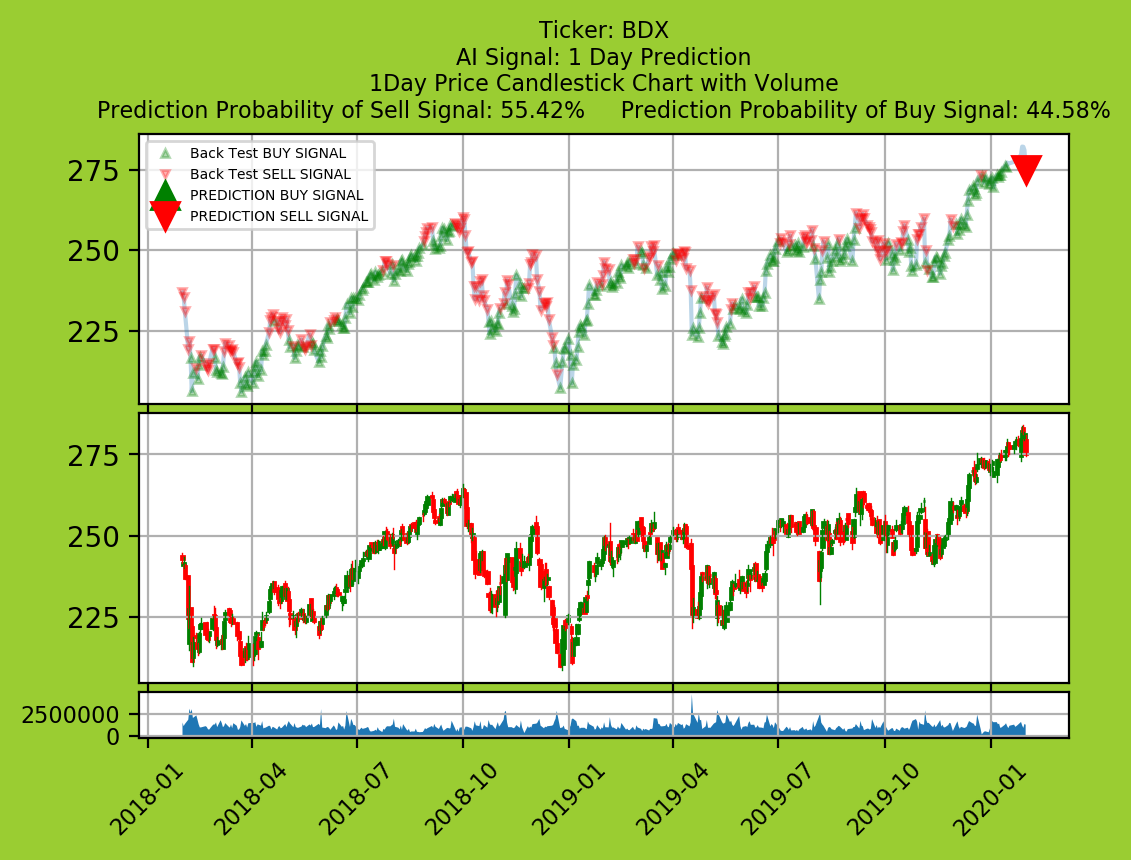 Ticker: BDX
AI Signal: 1 Day Prediction
1Day Price Candlestick Chart with Volume
Prediction Probability of Sell Signal: 55.42%     Prediction Probability of Buy Signal: 44.58%
Back Test BUY SIGNAL
Back Test SELL SIGNAL
PREDICTION BUY SIGNAL
PREDICTION SELL SIGNAL
275
250
225
275
250
225
2500000
0
2018-01 2018-04 2018-07 2018-10 2019-01 2019-04 2019-07 2019-10 2020-01